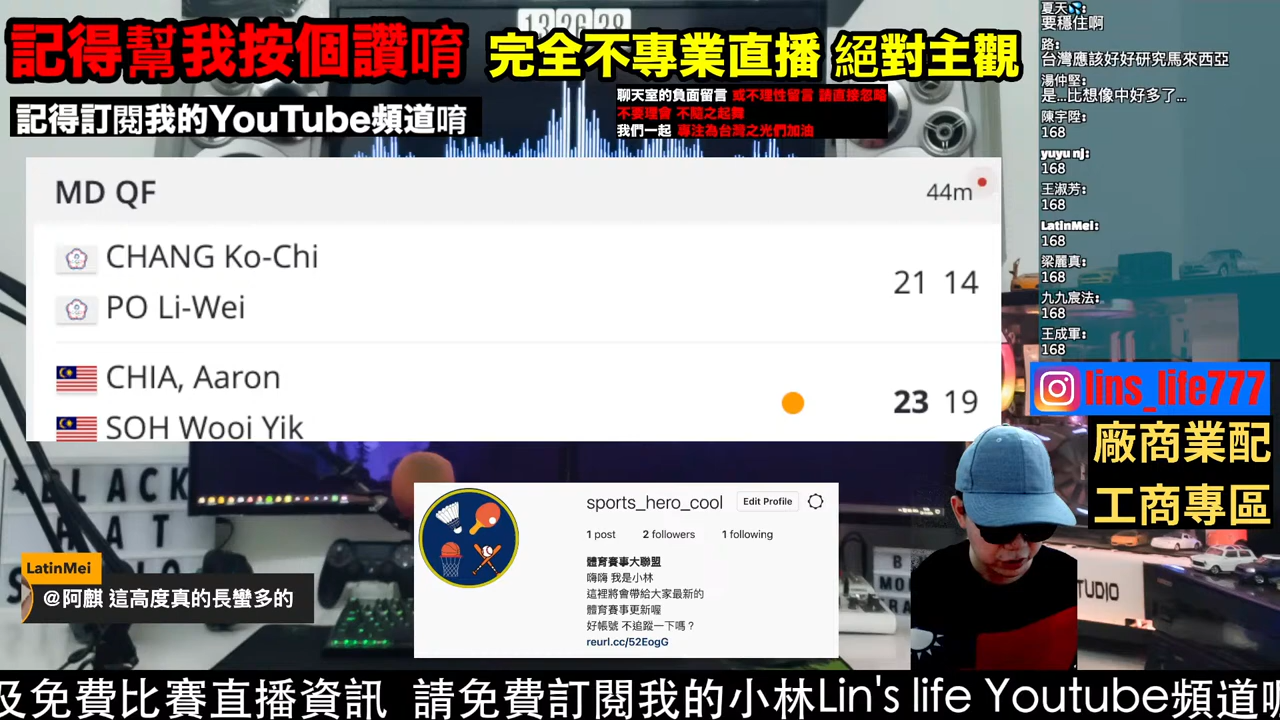 記得幫我按個讚唷
完全不專業直播 絕對主觀
記得訂閱我的YouTube頻道唷
聊天室的負面留言 或不理性留言 請直接忽略
不要理會 不隨之起舞
我們一起 專注為台灣之光們加油
MD QF
44m
CHANG Ko-Chi
PO Li-Wei
21 14
CHIA, Aaron
SOH Wooi Yik
23 19
夏天💦:
要穩住啊
路:
台灣應該好好研究馬來西亞
湯仲堅:
是...比想像中好多了...
陳宇陞:
168
yuyu nj:
168
王淑芳:
168
LatinMei:
168
梁麗真:
168
九九宸法:
168
王成軍:
168
lins_life777
廠商業配
工商專區
BLACK
HAT
sports_hero_cool
Edit Profile
1 post 2 followers 1 following
體育賽事大聯盟
嗨嗨 我是小林
這裡將會帶給大家最新的
體育賽事更新喔
好帳號 不追蹤一下嗎？
reurl.cc/52EogG
LatinMei
@阿麒 這高度真的長蠻多的
TUDIO
及免費比賽直播資訊 請免費訂閱我的小林Lin's life Youtube頻道